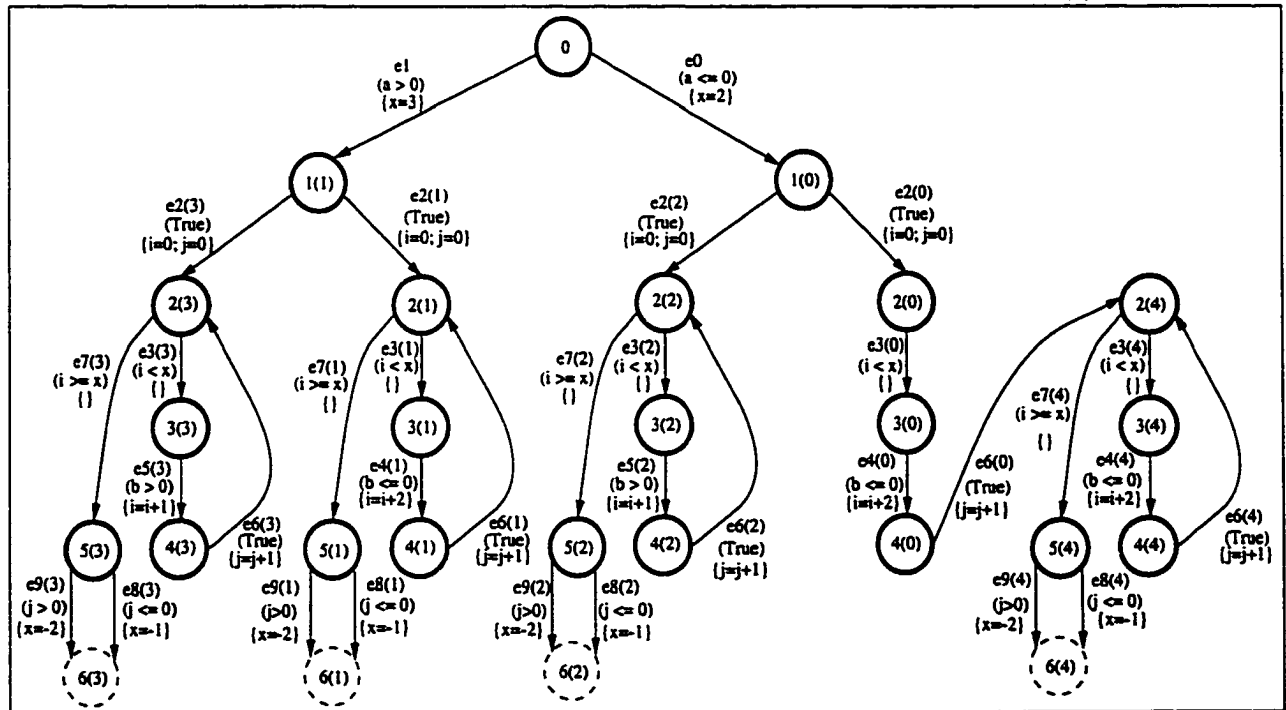 0
e1
(a > 0)
{x=3}
e0
(a <= 0)
{x=2}
1(1)
1(0)
e2(3)
(True)
{i=0; j=0}
e2(1)
(True)
{i=0; j=0}
e2(2)
(True)
{i=0; j=0}
e2(0)
(True)
{i=0; j=0}
2(3)
2(1)
2(2)
2(0)
2(4)
e7(3)
(i >= x)
{}
e3(3)
(i < x)
{}
e7(1)
(i >= x)
{}
e3(1)
(i < x)
{}
e7(2)
(i >= x)
{}
e3(2)
(i < x)
{}
e3(0)
(i < x)
{}
e7(4)
(i >= x)
{}
e3(4)
(i < x)
{}
3(3)
3(1)
3(2)
3(0)
3(4)
e5(3)
(b > 0)
{i=i+1}
e4(1)
(b <= 0)
{i=i+2}
e5(2)
(b > 0)
{i=i+1}
e4(0)
(b <= 0)
{i=i+2}
e6(0)
(True)
{j=j+1}
e4(4)
(b <= 0)
{i=i+2}
e6(3)
(True)
{j=j+1}
e6(1)
(True)
{j=j+1}
e6(2)
(True)
{j=j+1}
e6(4)
(True)
{j=j+1}
5(3)
4(3)
5(1)
4(1)
5(2)
4(2)
4(0)
5(4)
4(4)
e9(3)
(j > 0)
{x=-2}
e8(3)
(j <= 0)
{x=-1}
e9(1)
(j>0)
{x=-2}
e8(1)
(j <= 0)
{x=-1}
e9(2)
(j>0)
{x=-2}
e8(2)
(j <= 0)
{x=-1}
e9(4)
(j>0)
{x=-2}
e8(4)
(j <= 0)
{x=-1}
6(3)
6(1)
6(2)
6(4)